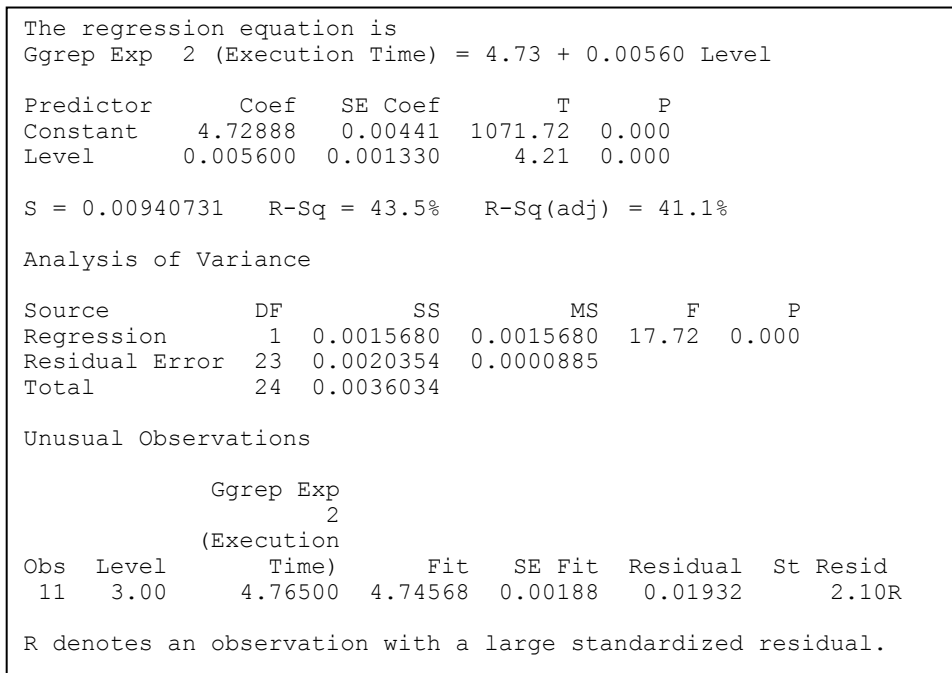 The regression equation is
Ggrep Exp  2 (Execution Time) = 4.73 + 0.00560 Level
Predictor      Coef   SE Coef        T      P
Constant    4.72888   0.00441  1071.72  0.000
Level      0.005600  0.001330     4.21  0.000
S = 0.00940731   R-Sq = 43.5%   R-Sq(adj) = 41.1%
Analysis of Variance
Source          DF         SS         MS      F      P
Regression       1  0.0015680  0.0015680  17.72  0.000
Residual Error  23  0.0020354  0.0000885
Total           24  0.0036034
Unusual Observations
Ggrep Exp
2
(Execution
Obs  Level       Time)      Fit   SE Fit  Residual  St Resid
11   3.00     4.76500  4.74568  0.00188   0.01932      2.10R
R denotes an observation with a large standardized residual.